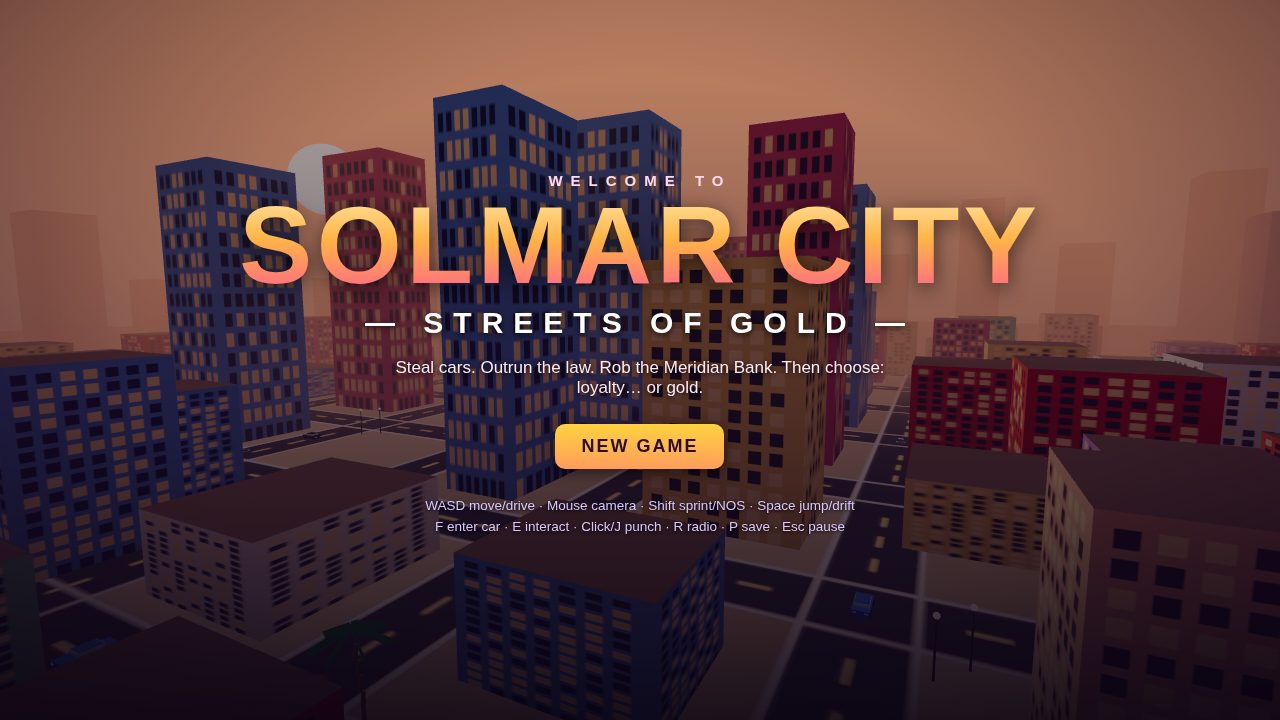 WELCOME TO
SOLMAR CITY
— STREETS OF GOLD —
Steal cars. Outrun the law. Rob the Meridian Bank. Then choose:
loyalty… or gold.
NEW GAME
WASD move/drive · Mouse camera · Shift sprint/NOS · Space jump/drift
F enter car · E interact · Click/J punch · R radio · P save · Esc pause